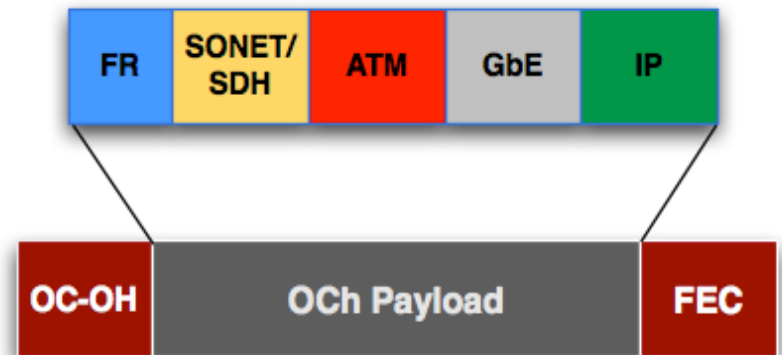 FR
SONET/
SDH
ATM
GbE
IP
OC-OH
OCh Payload
FEC